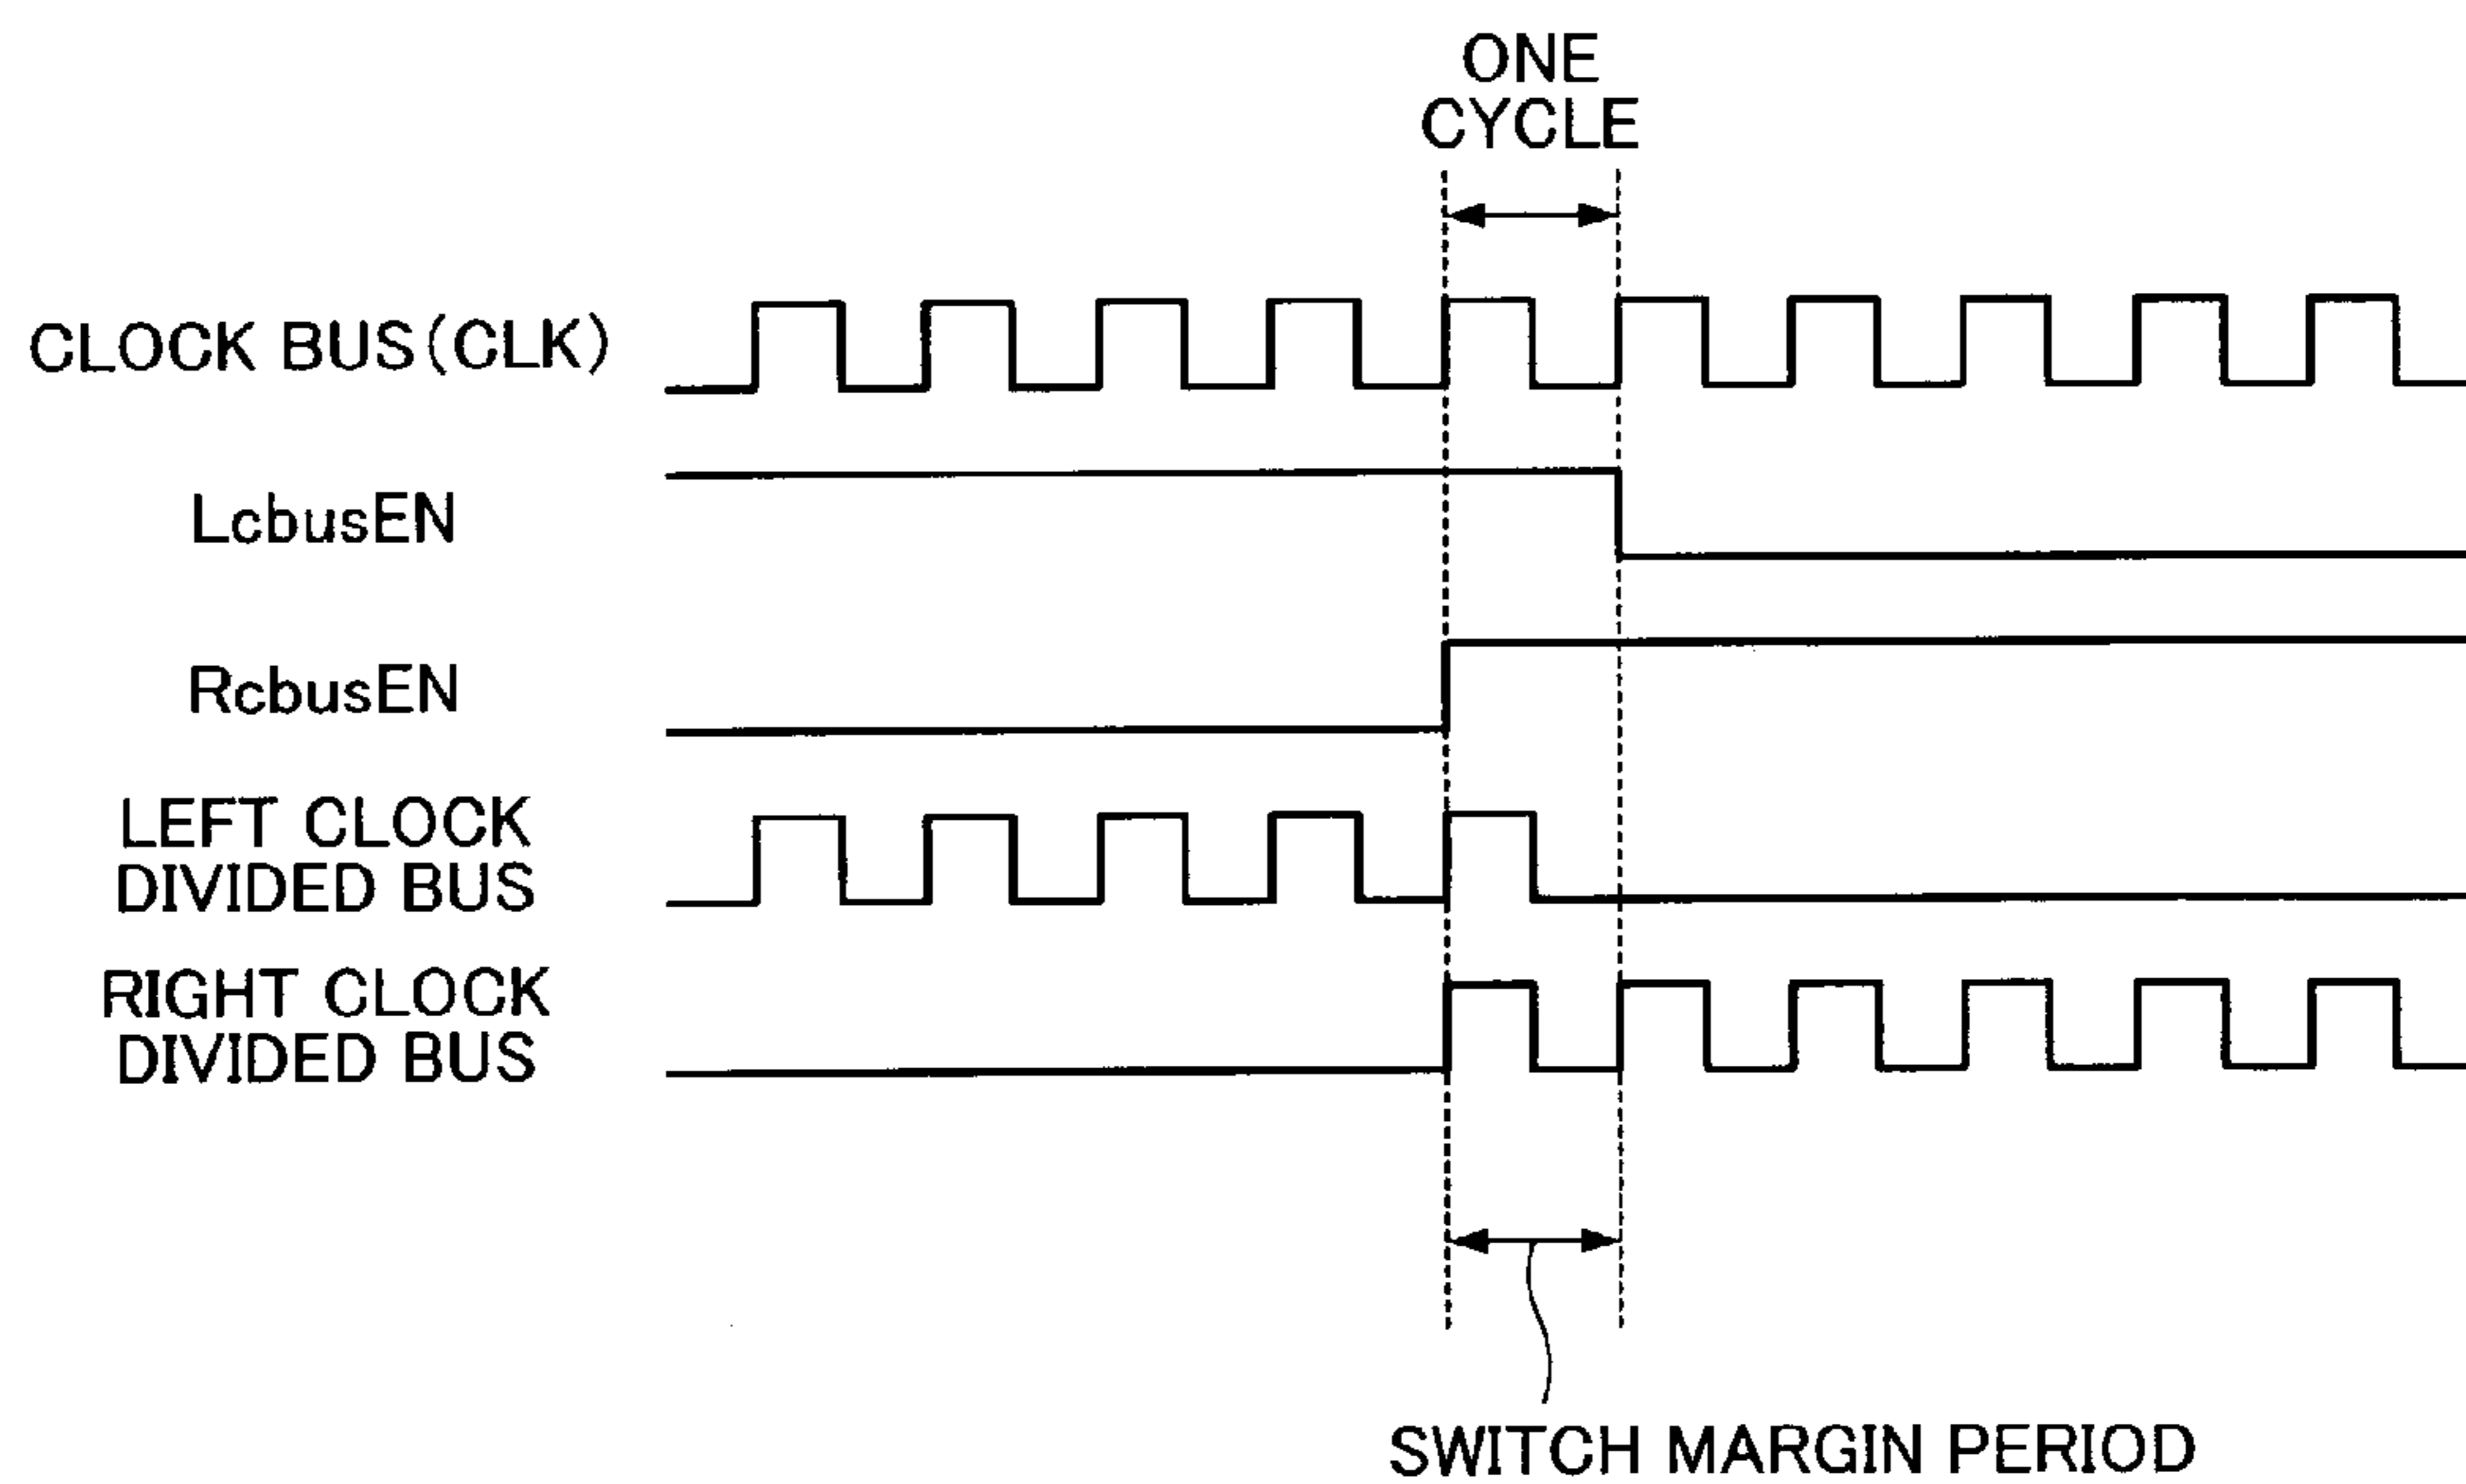 ONE
CYCLE
CLOCK BUS(CLK)
LcbusEN
RcbusEN
LEFT CLOCK
DIVIDED BUS
RIGHT CLOCK
DIVIDED BUS
SWITCH MARGIN PERIOD